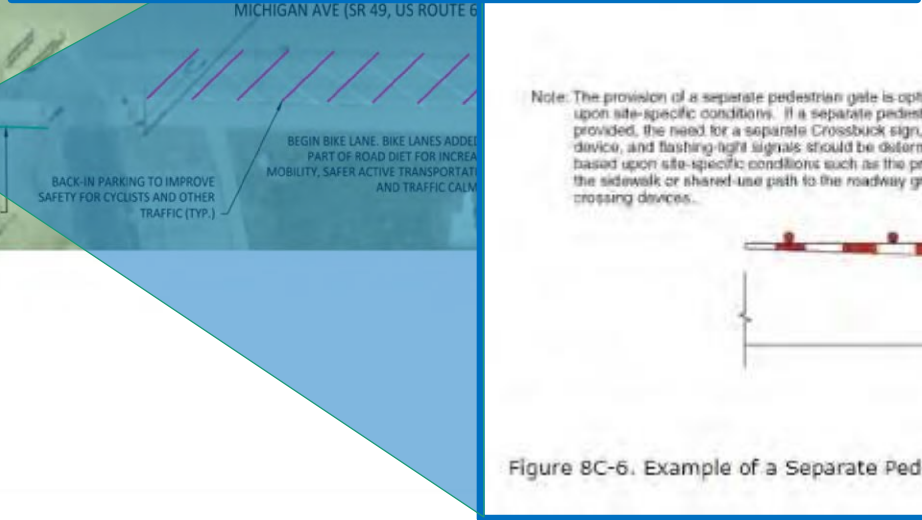 MICHIGAN AVE (SR 49, US ROUTE 6
BEGIN BIKE LANE. BIKE LANES ADDED
PART OF ROAD DIET FOR INCREA
MOBILITY, SAFER ACTIVE TRANSPORTATI
AND TRAFFIC CALM
BACK-IN PARKING TO IMPROVE
SAFETY FOR CYCLISTS AND OTHER
TRAFFIC (TYP.)
Note: The provision of a separate pedestrian gate is opt
upon site-specific conditions. If a separate pedest
provided, the need for a separate Crossbuck sign,
device, and flashing-light signals should be determ
based upon site-specific conditions such as the pr
the sidewalk or shared-use path to the roadway gr
crossing devices.
Figure 8C-6. Example of a Separate Ped